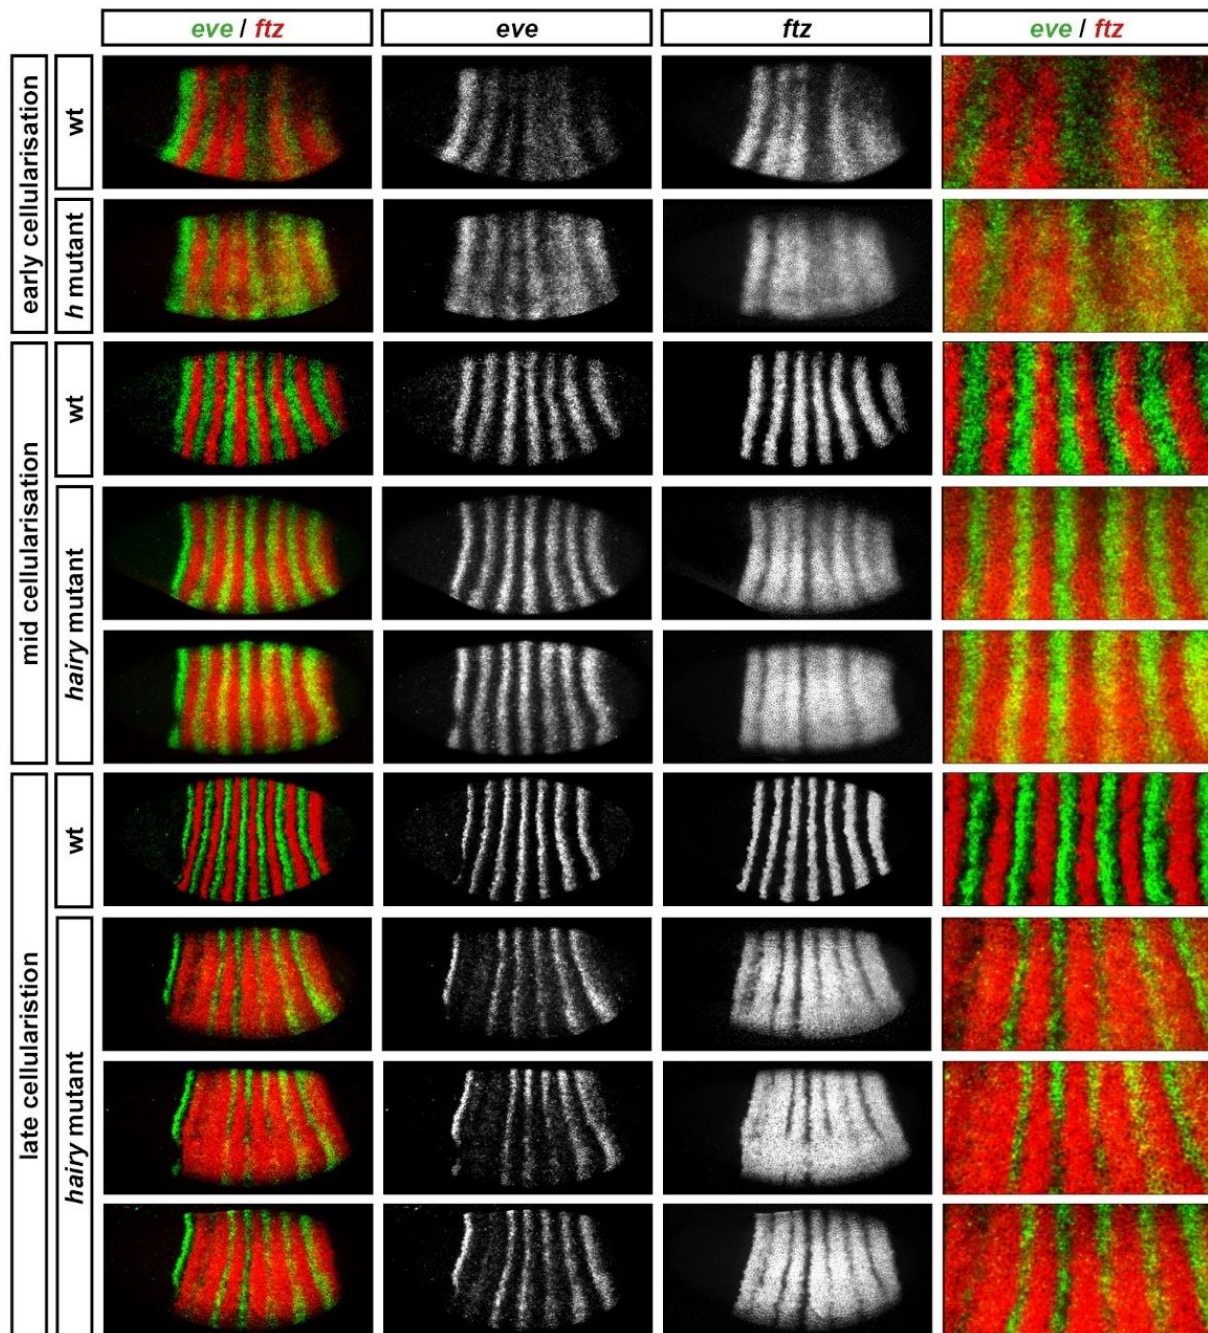 eve / ftz
eve
ftz
eve / ftz
early cellularisation
wt
h mutant
mid cellularisation
wt
hairy mutant
late cellularistion
wt
hairy mutant